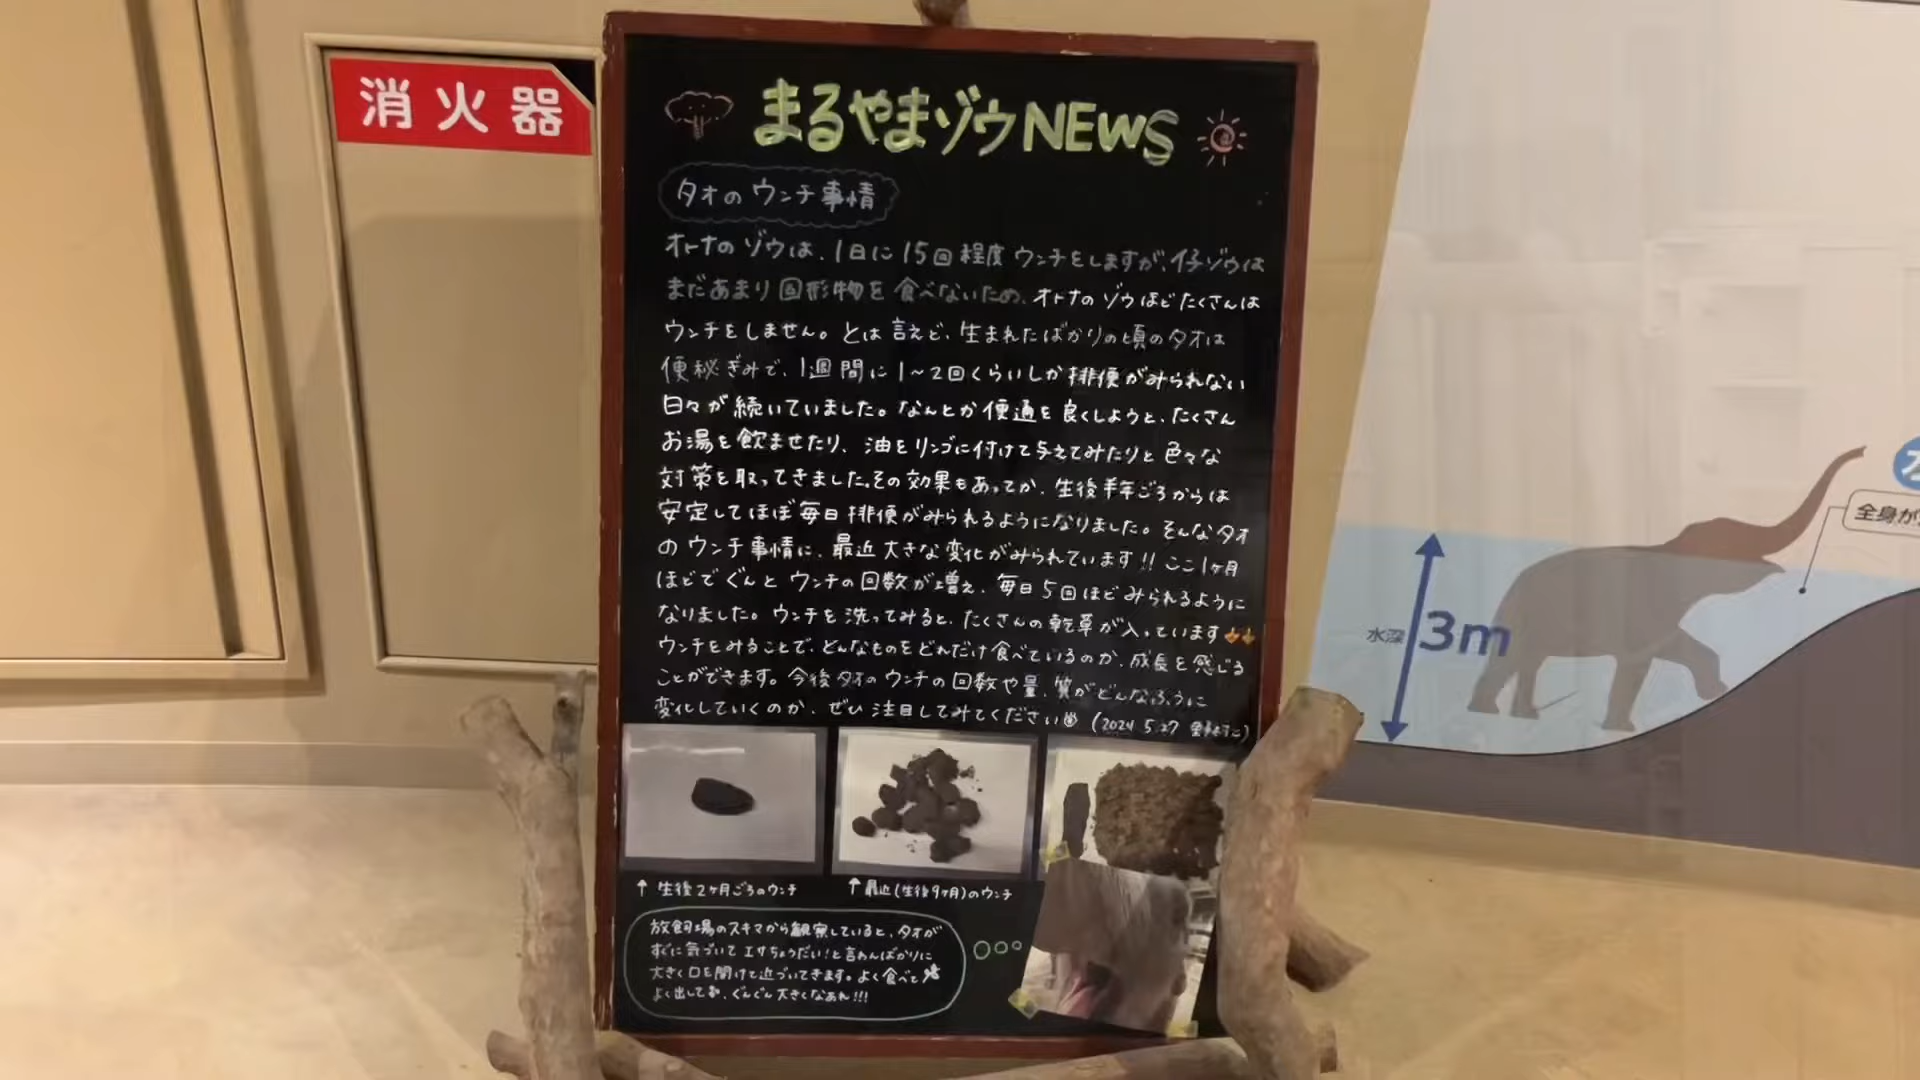 消火器
まるやまゾウNEWS
タオのウンチ事情
オトナのゾウは、1日に15回程度ウンチをしますが、仔ゾウは
まだあまり固形物を食べないため、オトナのゾウほどたくさんは
ウンチをしません。とは言えど、生まれたばかりの頃のタオは
便秘ぎみで、1週間に1〜2回くらいしか排便がみられない
日々が続いていました。なんとか便通を良くしようと、たくさん
お湯を飲ませたり、油をリンゴに付けて与えてみたりと色々な
対策を取ってきました。その効果もあってか、生後半年ごろからは
安定してほぼ毎日排便がみられるようになりました。そんなタオ
のウンチ事情に、最近大きな変化がみられています!!ここ1ヶ月
ほどでぐんとウンチの回数が増え、毎日5回ほどみられるように
なりました。ウンチを洗ってみると、たくさんの乾草が入っています
ウンチをみることで、どんなものをどれだけ食べているのか、成長を感じる
ことができます。今後タオのウンチの回数や量、質がどんなふうに
変化していくのか、ぜひ注目してみてください (2024.5.27
↑生後2ヶ月ごろのウンチ
↑最近(生後9ヶ月)のウンチ
放飼場のスキマから観察していると、タオが
すぐに気づいてエサちょうだい!と言わんばかりに
大きく口を開けて近づいてきます。よく食べて
よく出してね、ぐんぐん大きくなあれ!!!
水深 3m
全身が